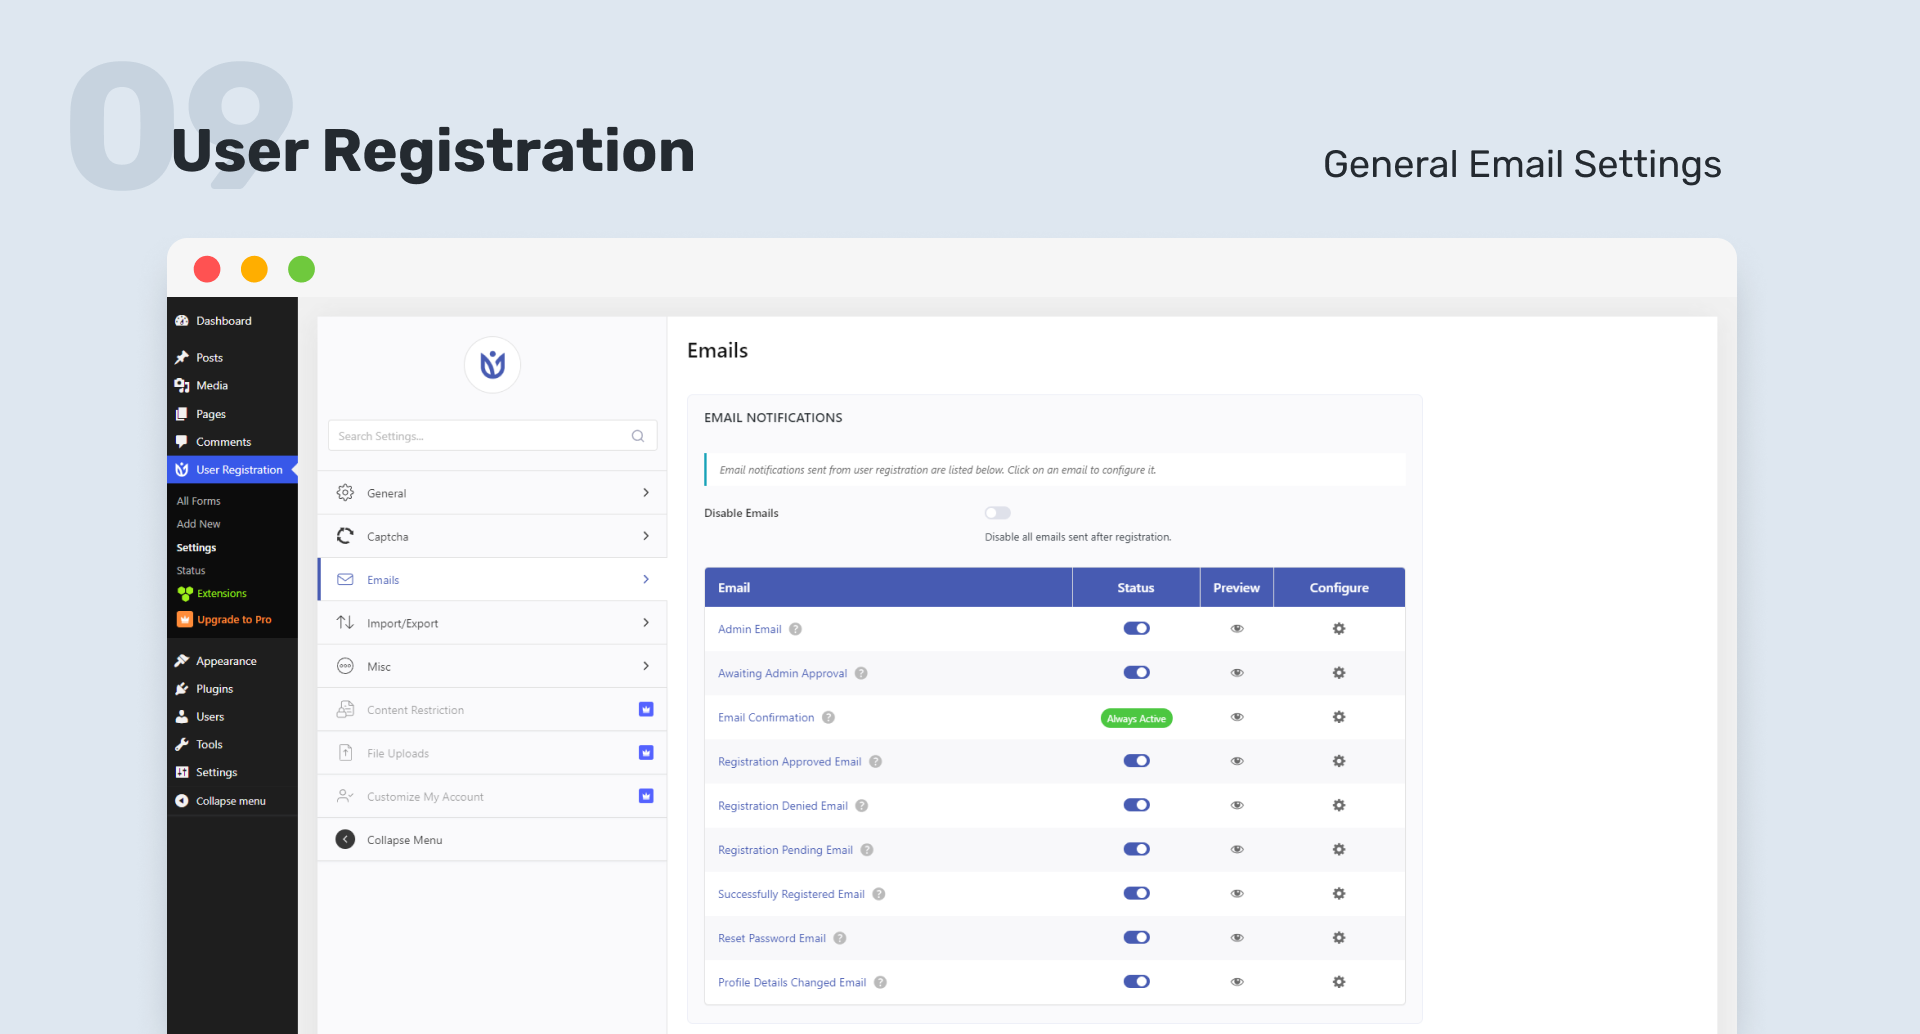 09
User Registration
General Email Settings
Dashboard
Posts
Media
Pages
Comments
User Registration
All Forms
Add New
Settings
Status
Extensions
Upgrade to Pro
Appearance
Plugins
Users
Tools
Settings
Collapse menu
Search Settings...
General
Captcha
Emails
Import/Export
Misc
Content Restriction
File Uploads
Customize My Account
Collapse Menu
Emails
EMAIL NOTIFICATIONS
Email notifications sent from user registration are listed below. Click on an email to configure it.
Disable Emails
Disable all emails sent after registration.
Email Status Preview Configure
Admin Email ?
Awaiting Admin Approval ?
Email Confirmation ? Always Active
Registration Approved Email ?
Registration Denied Email ?
Registration Pending Email ?
Successfully Registered Email ?
Reset Password Email ?
Profile Details Changed Email ?